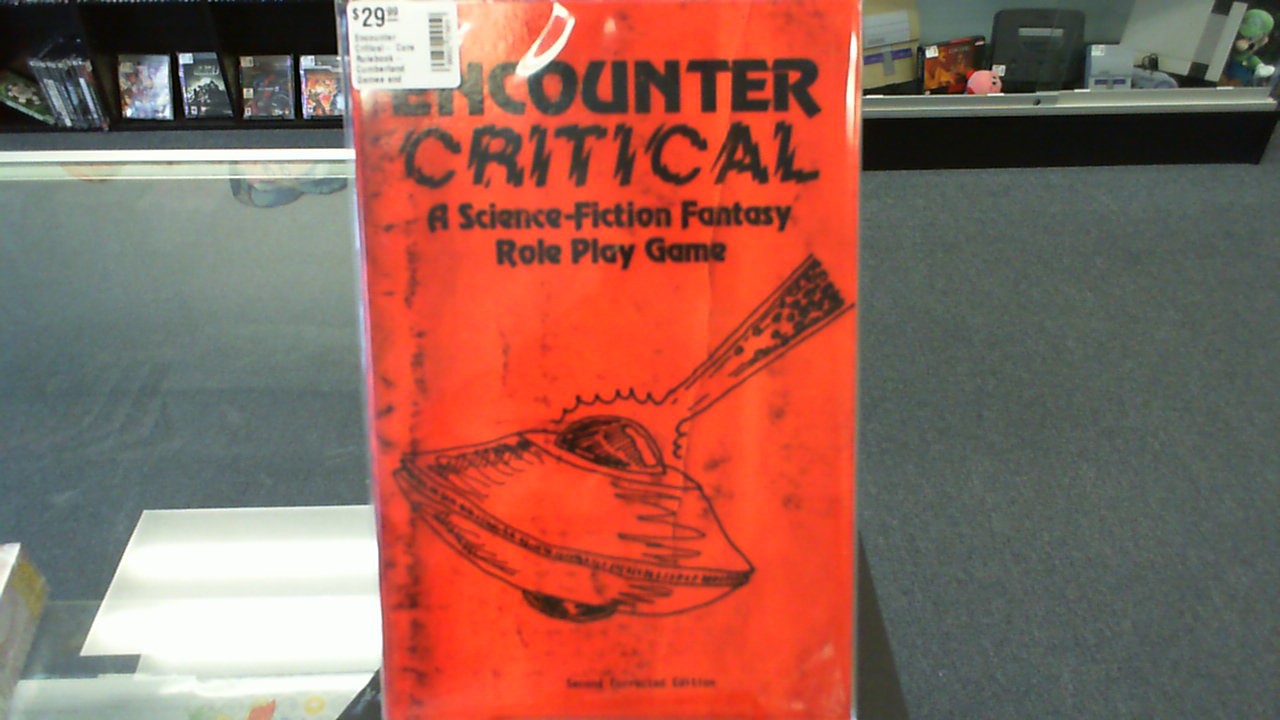 $29.99
Encounter
Critical - Core
Rulebook -
Cumberland
Games and
ENCOUNTER
CRITICAL
A Science-Fiction Fantasy
Role Play Game
Second Corrected Edition